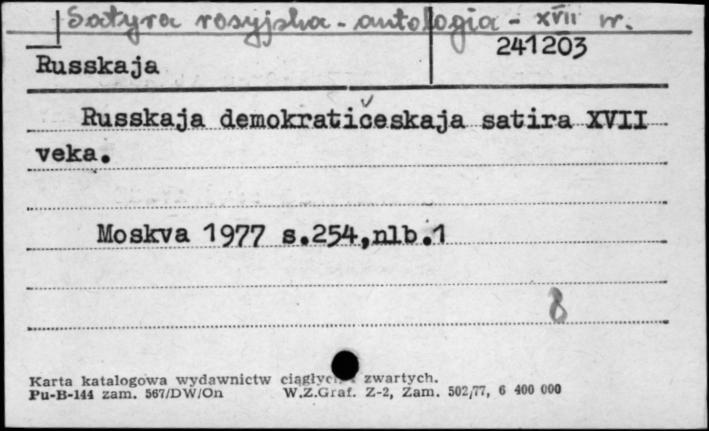 Satyra rosyjska - antologia - XVII w.
241203
Russkaja
Russkaja demokratičeskaja satira XVII
veka.
Moskva 1977 s.254,nlb.1
8
Karta katalogowa wydawnictw ciągłych i zwartych.
Pu-B-144 zam. 567/DW/On W.Z.Graf. Z-2, Zam. 502/77, 6 400 000